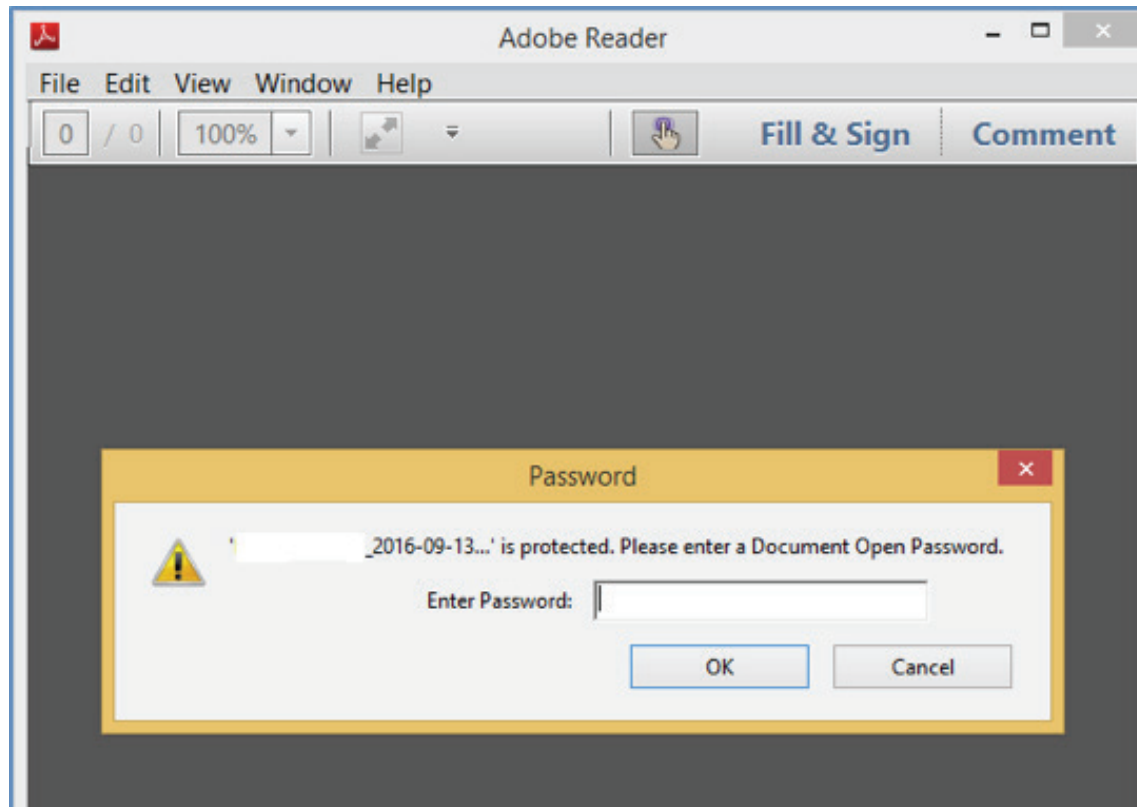 Adobe Reader
File Edit View Window Help
0 / 0 100% Fill & Sign Comment
Password
' _2016-09-13...' is protected. Please enter a Document Open Password.
Enter Password:
OK Cancel